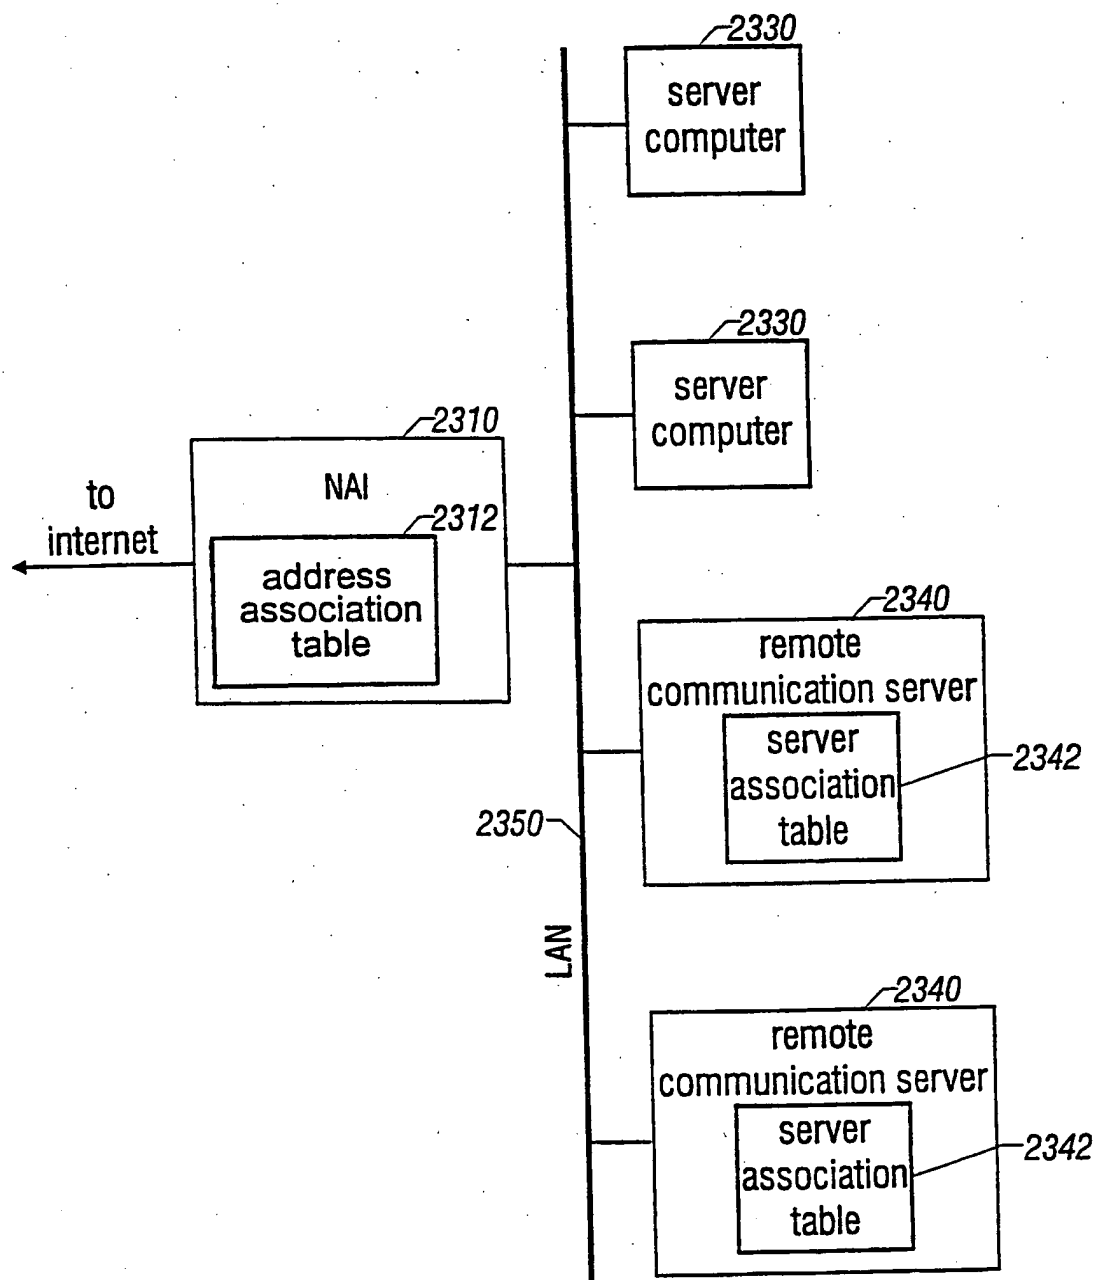 2330
server
computer
2330
server
computer
2310
NAI
to
internet
2312
address
association
table
2340
remote
communication server
server
association
table
2342
2350
LAN
2340
remote
communication server
server
association
table
2342